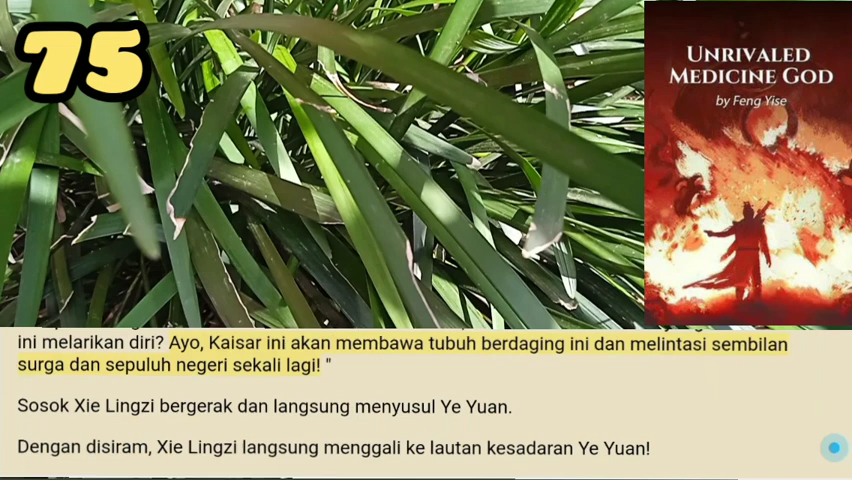 75
UNRIVALED
MEDICINE GOD
by Feng Yise
ini melarikan diri? Ayo, Kaisar ini akan membawa tubuh berdaging ini dan melintasi sembilan
surga dan sepuluh negeri sekali lagi! "
Sosok Xie Lingzi bergerak dan langsung menyusul Ye Yuan.
Dengan disiram, Xie Lingzi langsung menggali ke lautan kesadaran Ye Yuan!